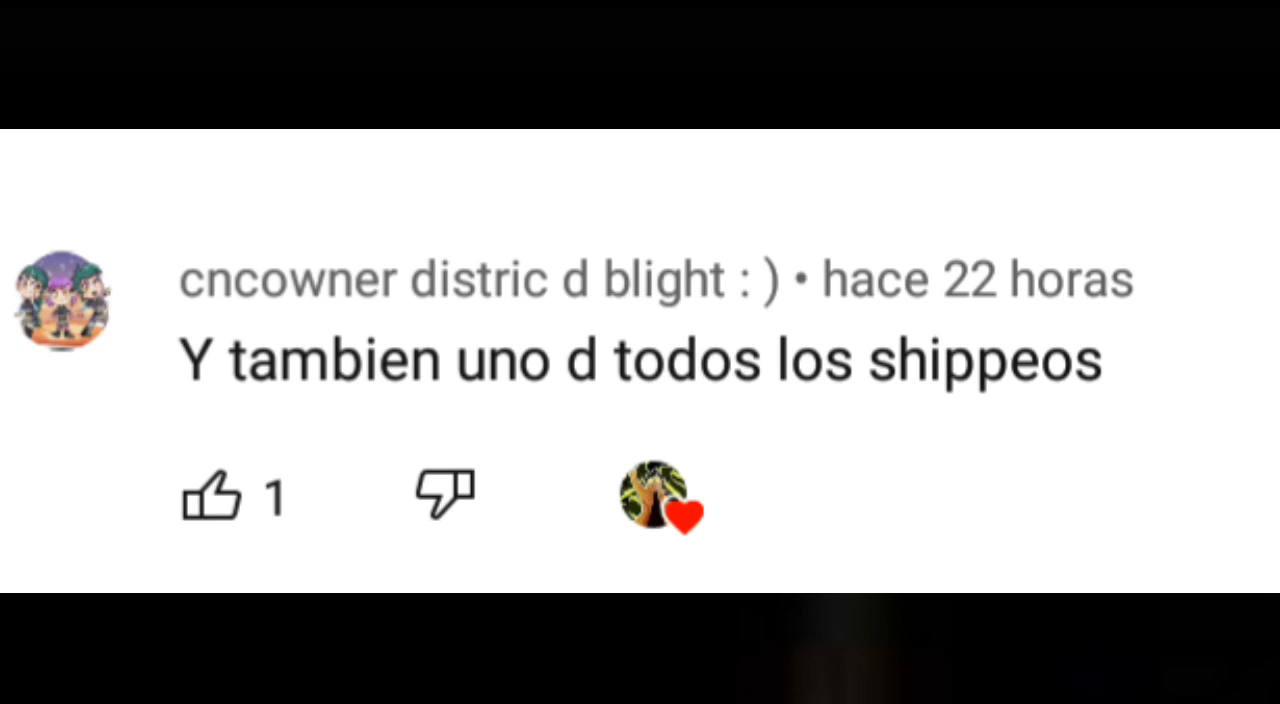 cncowner distric d blight : ) • hace 22 horas
Y tambien uno d todos los shippeos
1